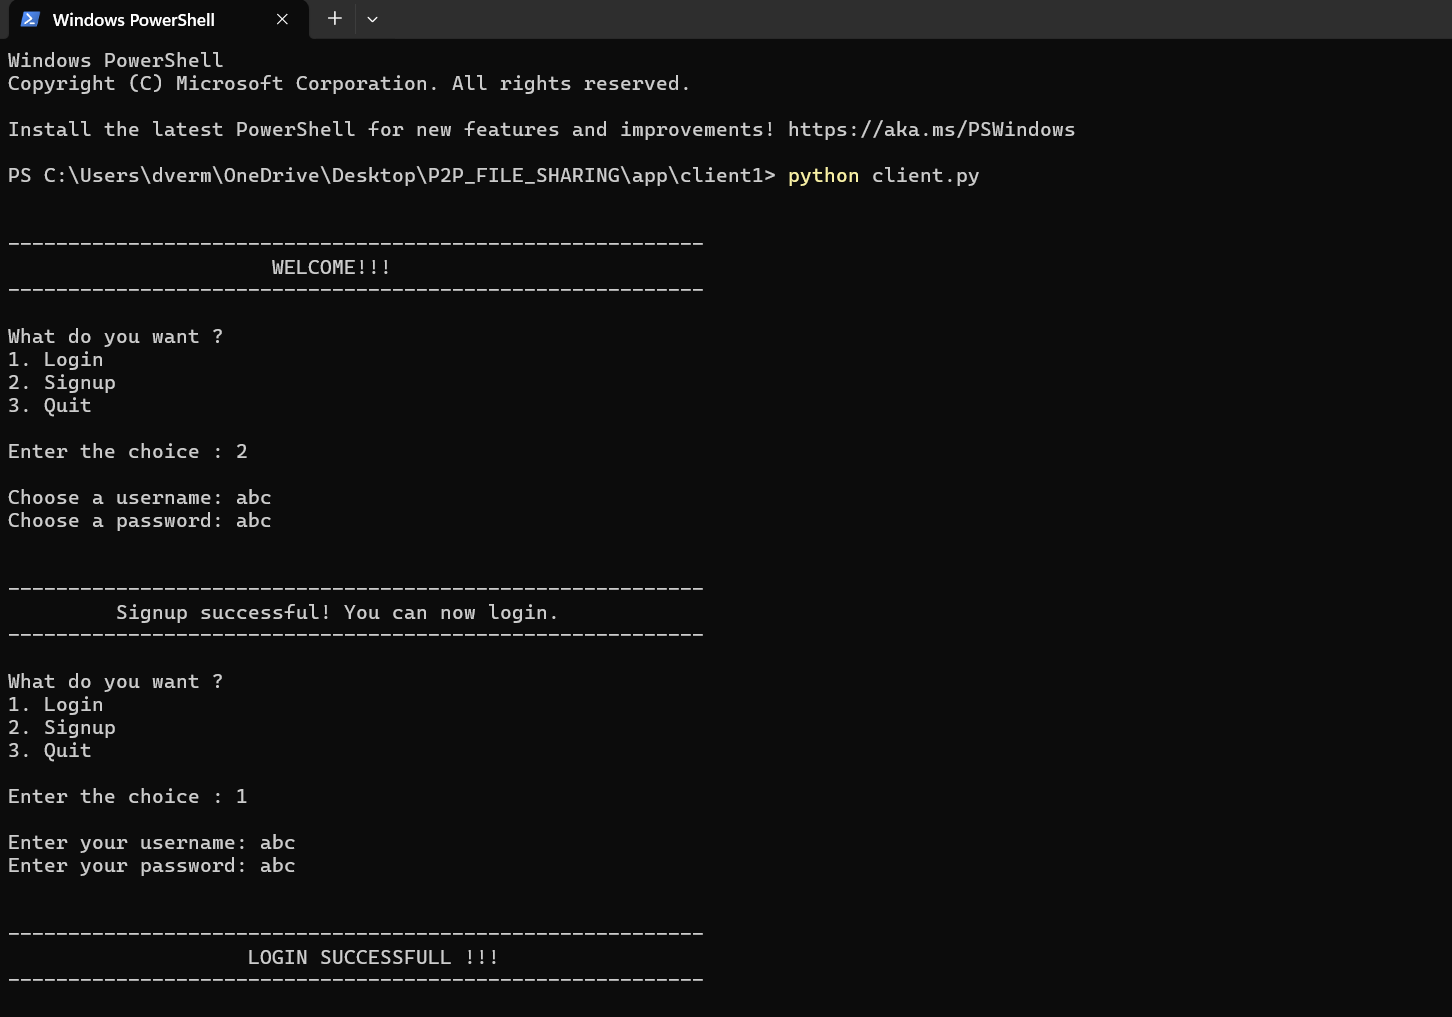 Windows PowerShell
Windows PowerShell
Copyright (C) Microsoft Corporation. All rights reserved.
Install the latest PowerShell for new features and improvements! https://aka.ms/PSWindows
PS C:\Users\dverm\OneDrive\Desktop\P2P_FILE_SHARING\app\client1> python client.py
----------------------------------------------------------
WELCOME!!!
----------------------------------------------------------
What do you want ?
1. Login
2. Signup
3. Quit
Enter the choice : 2
Choose a username: abc
Choose a password: abc
----------------------------------------------------------
Signup successful! You can now login.
----------------------------------------------------------
What do you want ?
1. Login
2. Signup
3. Quit
Enter the choice : 1
Enter your username: abc
Enter your password: abc
----------------------------------------------------------
LOGIN SUCCESSFULL !!!
----------------------------------------------------------